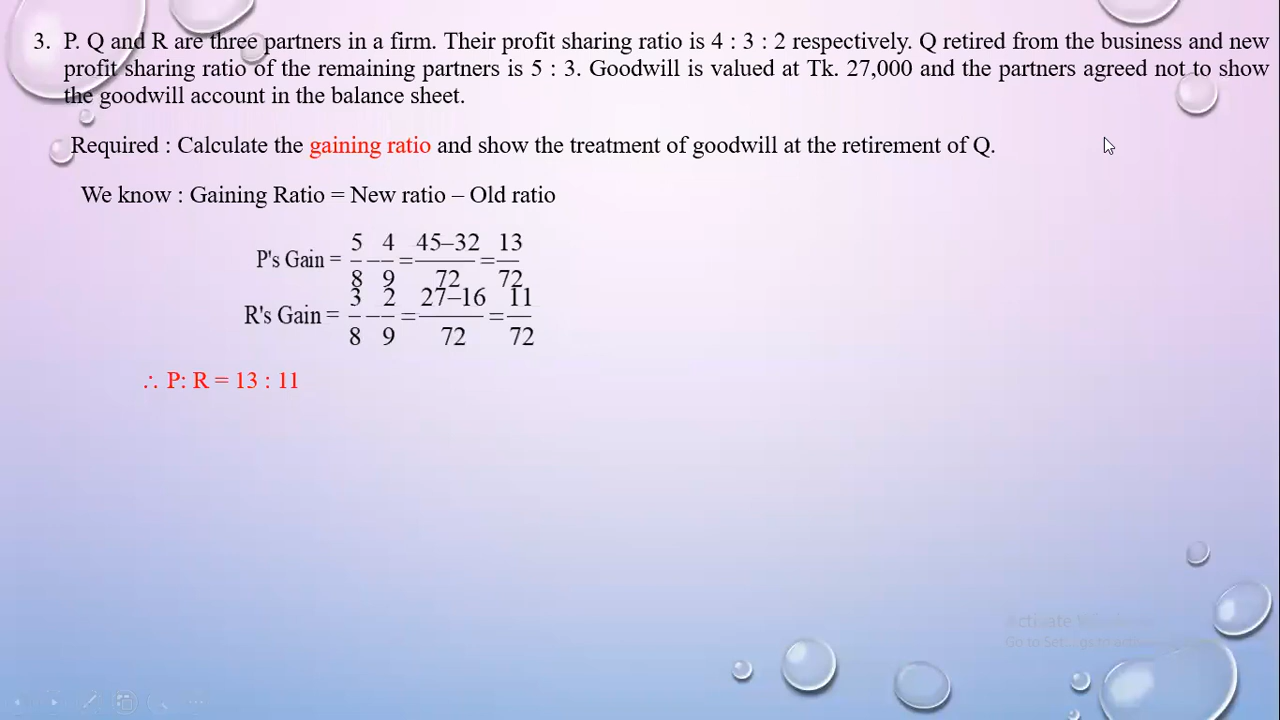 3. P. Q and R are three partners in a firm. Their profit sharing ratio is 4 : 3 : 2 respectively. Q retired from the business and new
profit sharing ratio of the remaining partners is 5 : 3. Goodwill is valued at Tk. 27,000 and the partners agreed not to show
the goodwill account in the balance sheet.
Required : Calculate the gaining ratio and show the treatment of goodwill at the retirement of Q.
We know : Gaining Ratio = New ratio – Old ratio
P's Gain = 5/8 – 4/9 = 45–32/72 = 13/72
R's Gain = 3/8 – 2/9 = 27–16/72 = 11/72
∴ P: R = 13 : 11
Activate
Go to